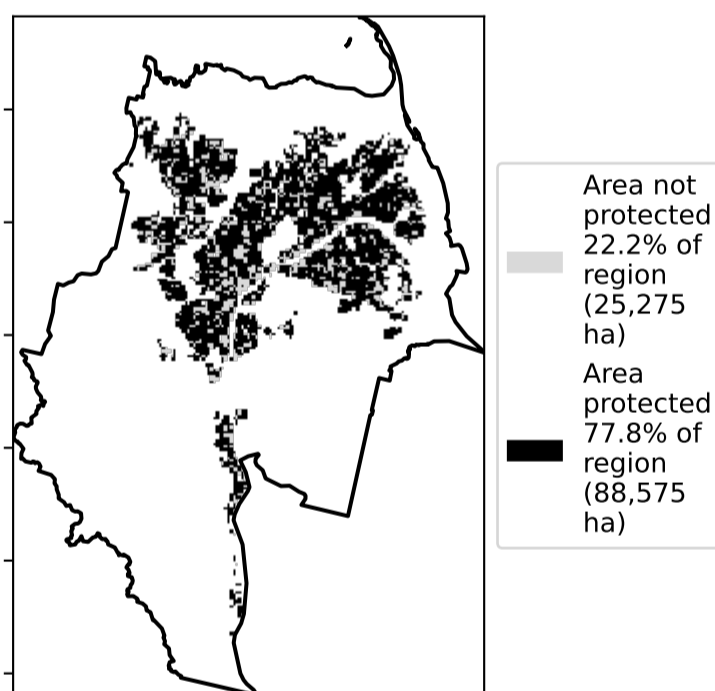 Area not
protected
22.2% of
region
(25,275
ha)
Area
protected
77.8% of
region
(88,575
ha)